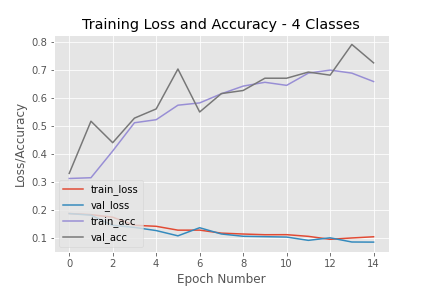 Training Loss and Accuracy - 4 Classes
0.8
0.7
0.6
0.5
0.4
0.3
0.2
0.1
Loss/Accuracy
train_loss
val_loss
train_acc
val_acc
0 2 4 6 8 10 12 14
Epoch Number